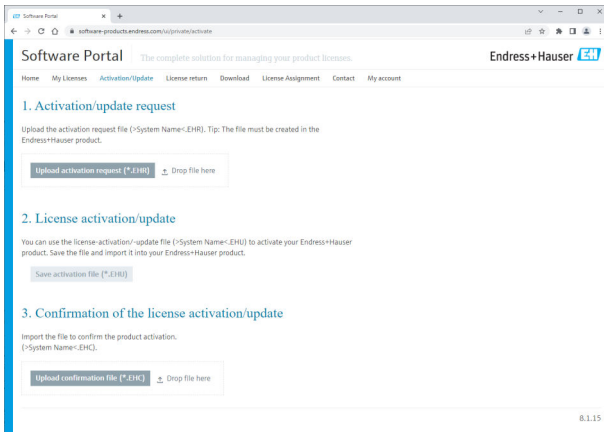 Software Portal
software-products.endress.com/ui/private/activate
Software Portal The complete solution for managing your product licenses.
Endress+Hauser EH
Home My Licenses Activation/Update License return Download License Assignment Contact My account
1. Activation/update request
Upload the activation request file (>System Name<.EHR). Tip: The file must be created in the
Endress+Hauser product.
Upload activation request (*.EHR) Drop file here
2. License activation/update
You can use the license-activation/-update file (>System Name<.EHU) to activate your Endress+Hauser
product. Save the file and import it into your Endress+Hauser product.
Save activation file (*.EHU)
3. Confirmation of the license activation/update
Import the file to confirm the product activation.
(>System Name<.EHC).
Upload confirmation file (*.EHC) Drop file here
8.1.15